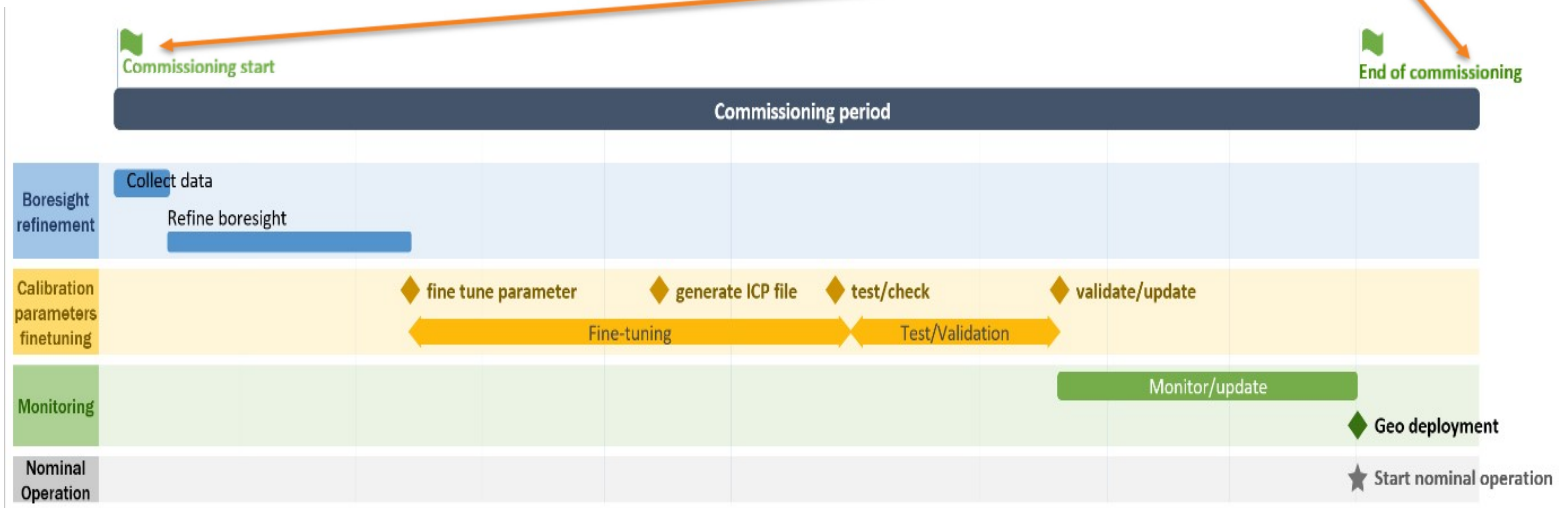 Commissioning start
End of commissioning
Commissioning period
Boresight
refinement
Collect data
Refine boresight
Calibration
parameters
finetuning
fine tune parameter
generate ICP file
test/check
validate/update
Fine-tuning
Test/Validation
Monitoring
Monitor/update
Geo deployment
Nominal
Operation
Start nominal operation